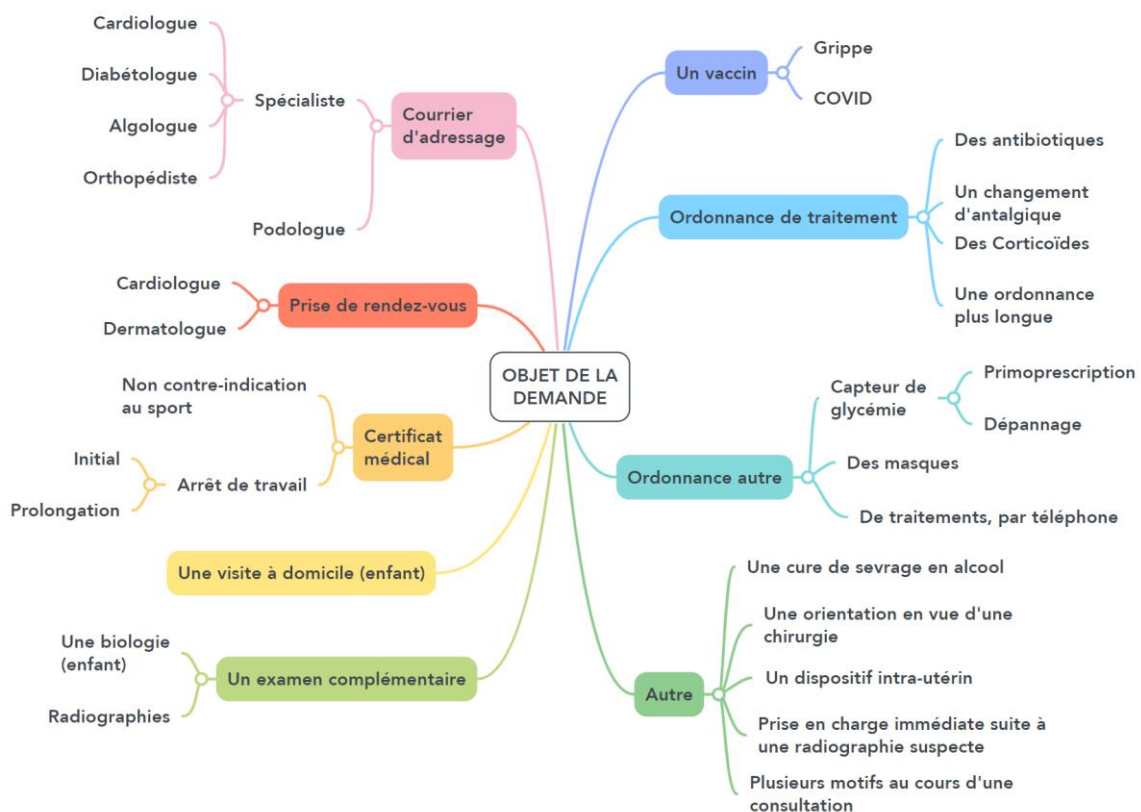 OBJET DE LA
DEMANDE
Courrier
d'adressage
Spécialiste
Cardiologue
Diabétologue
Algologue
Orthopédiste
Podologue
Prise de rendez-vous
Cardiologue
Dermatologue
Certificat
médical
Non contre-indication
au sport
Arrêt de travail
Initial
Prolongation
Une visite à domicile (enfant)
Un examen complémentaire
Une biologie
(enfant)
Radiographies
Un vaccin
Grippe
COVID
Ordonnance de traitement
Des antibiotiques
Un changement
d'antalgique
Des Corticoïdes
Une ordonnance
plus longue
Ordonnance autre
Capteur de
glycémie
Primoprescription
Dépannage
Des masques
De traitements, par téléphone
Autre
Une cure de sevrage en alcool
Une orientation en vue d'une
chirurgie
Un dispositif intra-utérin
Prise en charge immédiate suite à
une radiographie suspecte
Plusieurs motifs au cours d'une
consultation